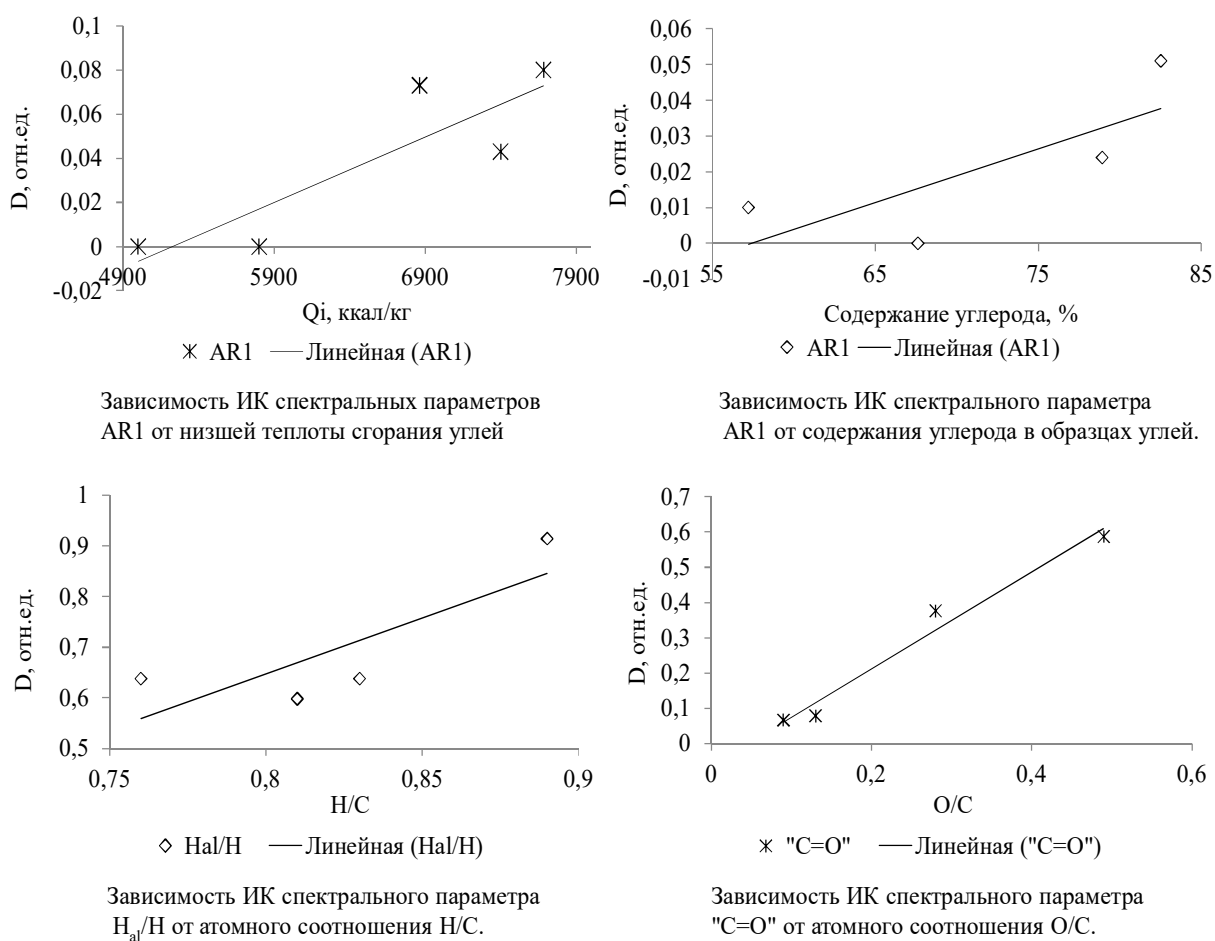 0,1
0,08
0,06
0,04
0,02
0
-0,02
4900
5900
6900
7900
D, отн.ед.
Qi, ккал/кг
AR1
Линейная (AR1)
Зависимость ИК спектральных параметров
AR1 от низшей теплоты сгорания углей
0,06
0,05
0,04
0,03
0,02
0,01
0
-0,01
55
65
75
85
D, отн.ед.
Содержание углерода, %
AR1
Линейная (AR1)
Зависимость ИК спектрального параметра
AR1 от содержания углерода в образцах углей.
1
0,9
0,8
0,7
0,6
0,5
0,75
0,8
0,85
0,9
D, отн.ед.
H/C
Hal/H
Линейная (Hal/H)
Зависимость ИК спектрального параметра
Hal/H от атомного соотношения H/C.
0,7
0,6
0,5
0,4
0,3
0,2
0,1
0
0
0,2
0,4
0,6
D, отн.ед.
O/C
"C=O"
Линейная ("C=O")
Зависимость ИК спектрального параметра
"C=O" от атомного соотношения O/C.